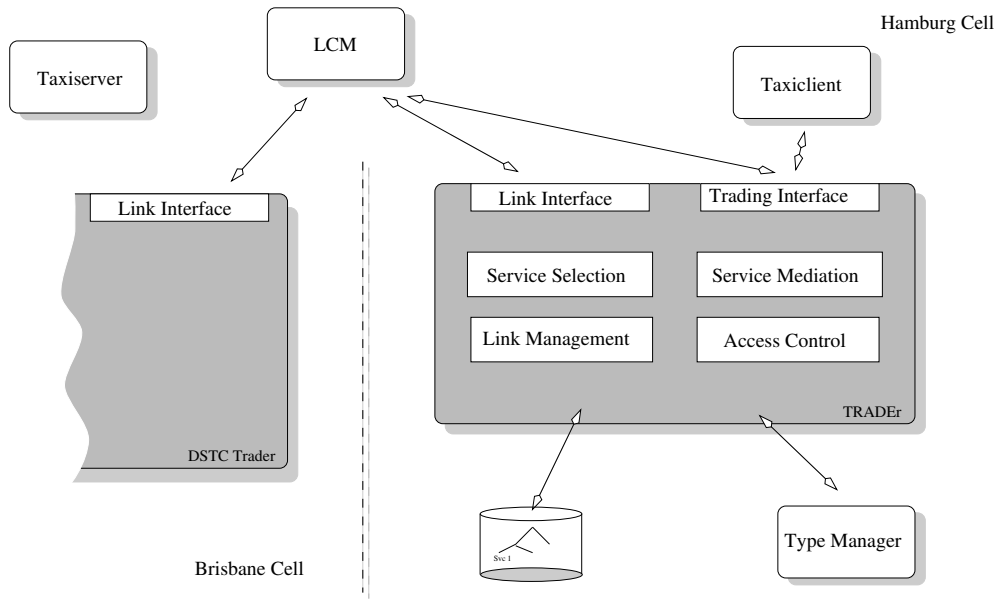 Hamburg Cell
LCM
Taxiserver
Taxiclient
Link Interface
Link Interface
Trading Interface
Service Selection
Service Mediation
Link Management
Access Control
TRADEr
DSTC Trader
Type Manager
Svc 1
Brisbane Cell